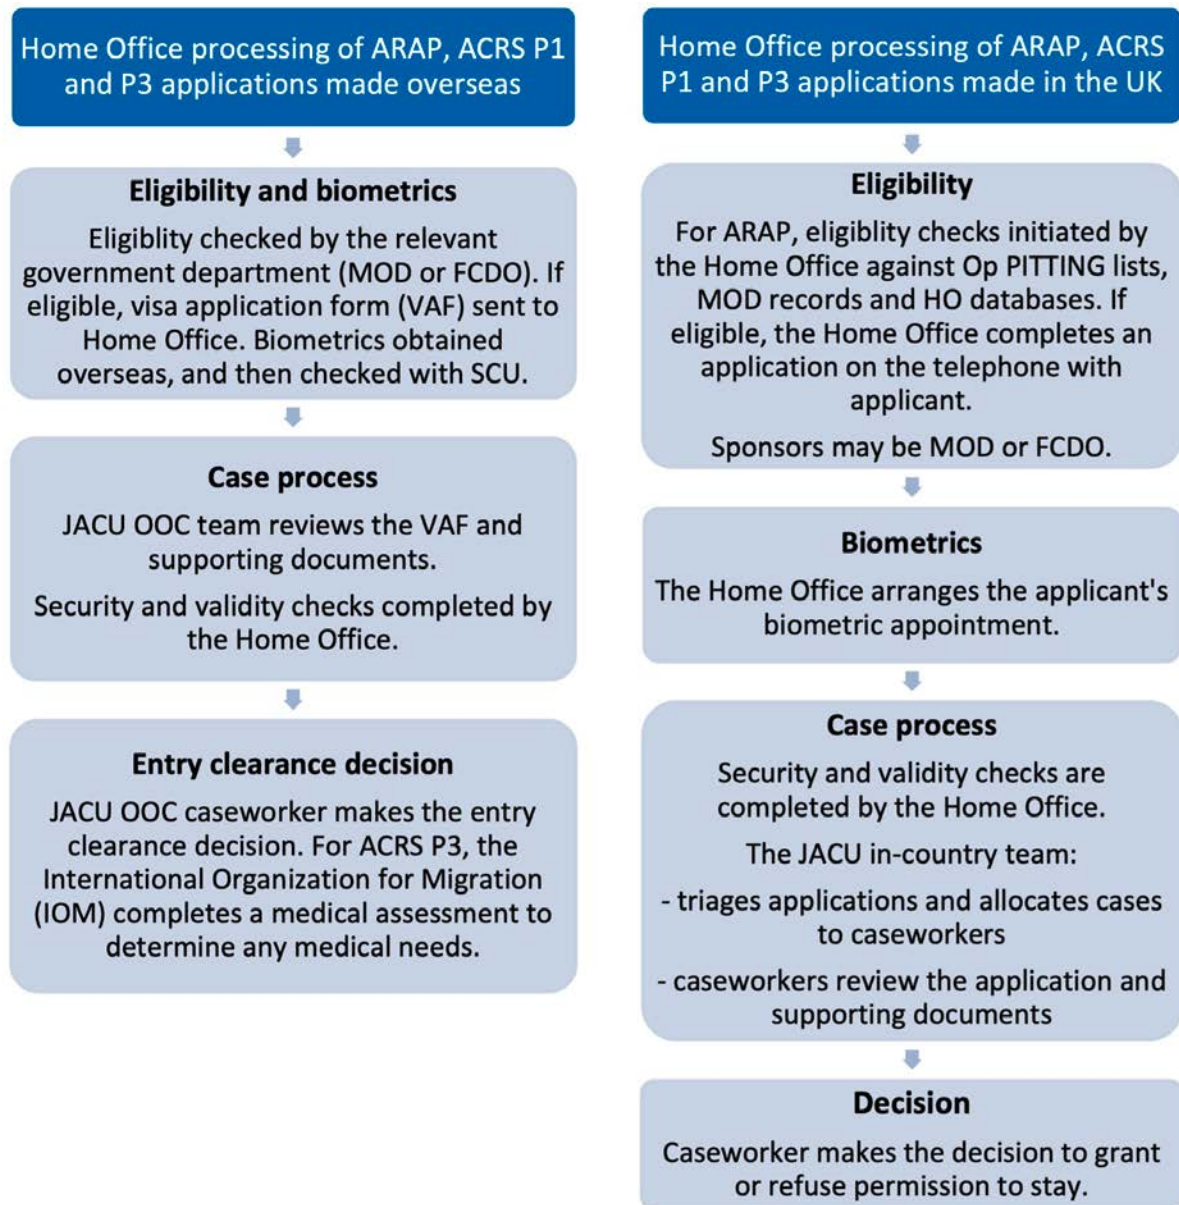 Home Office processing of ARAP, ACRS P1
and P3 applications made overseas
Eligibility and biometrics
Eligiblity checked by the relevant
government department (MOD or FCDO). If
eligible, visa application form (VAF) sent to
Home Office. Biometrics obtained
overseas, and then checked with SCU.
Case process
JACU OOC team reviews the VAF and
supporting documents.
Security and validity checks completed by
the Home Office.
Entry clearance decision
JACU OOC caseworker makes the entry
clearance decision. For ACRS P3, the
International Organization for Migration
(IOM) completes a medical assessment to
determine any medical needs.
Home Office processing of ARAP, ACRS
P1 and P3 applications made in the UK
Eligibility
For ARAP, eligiblity checks initiated by
the Home Office against Op PITTING lists,
MOD records and HO databases. If
eligible, the Home Office completes an
application on the telephone with
applicant.
Sponsors may be MOD or FCDO.
Biometrics
The Home Office arranges the applicant's
biometric appointment.
Case process
Security and validity checks are
completed by the Home Office.
The JACU in-country team:
- triages applications and allocates cases
to caseworkers
- caseworkers review the application and
supporting documents
Decision
Caseworker makes the decision to grant
or refuse permission to stay.